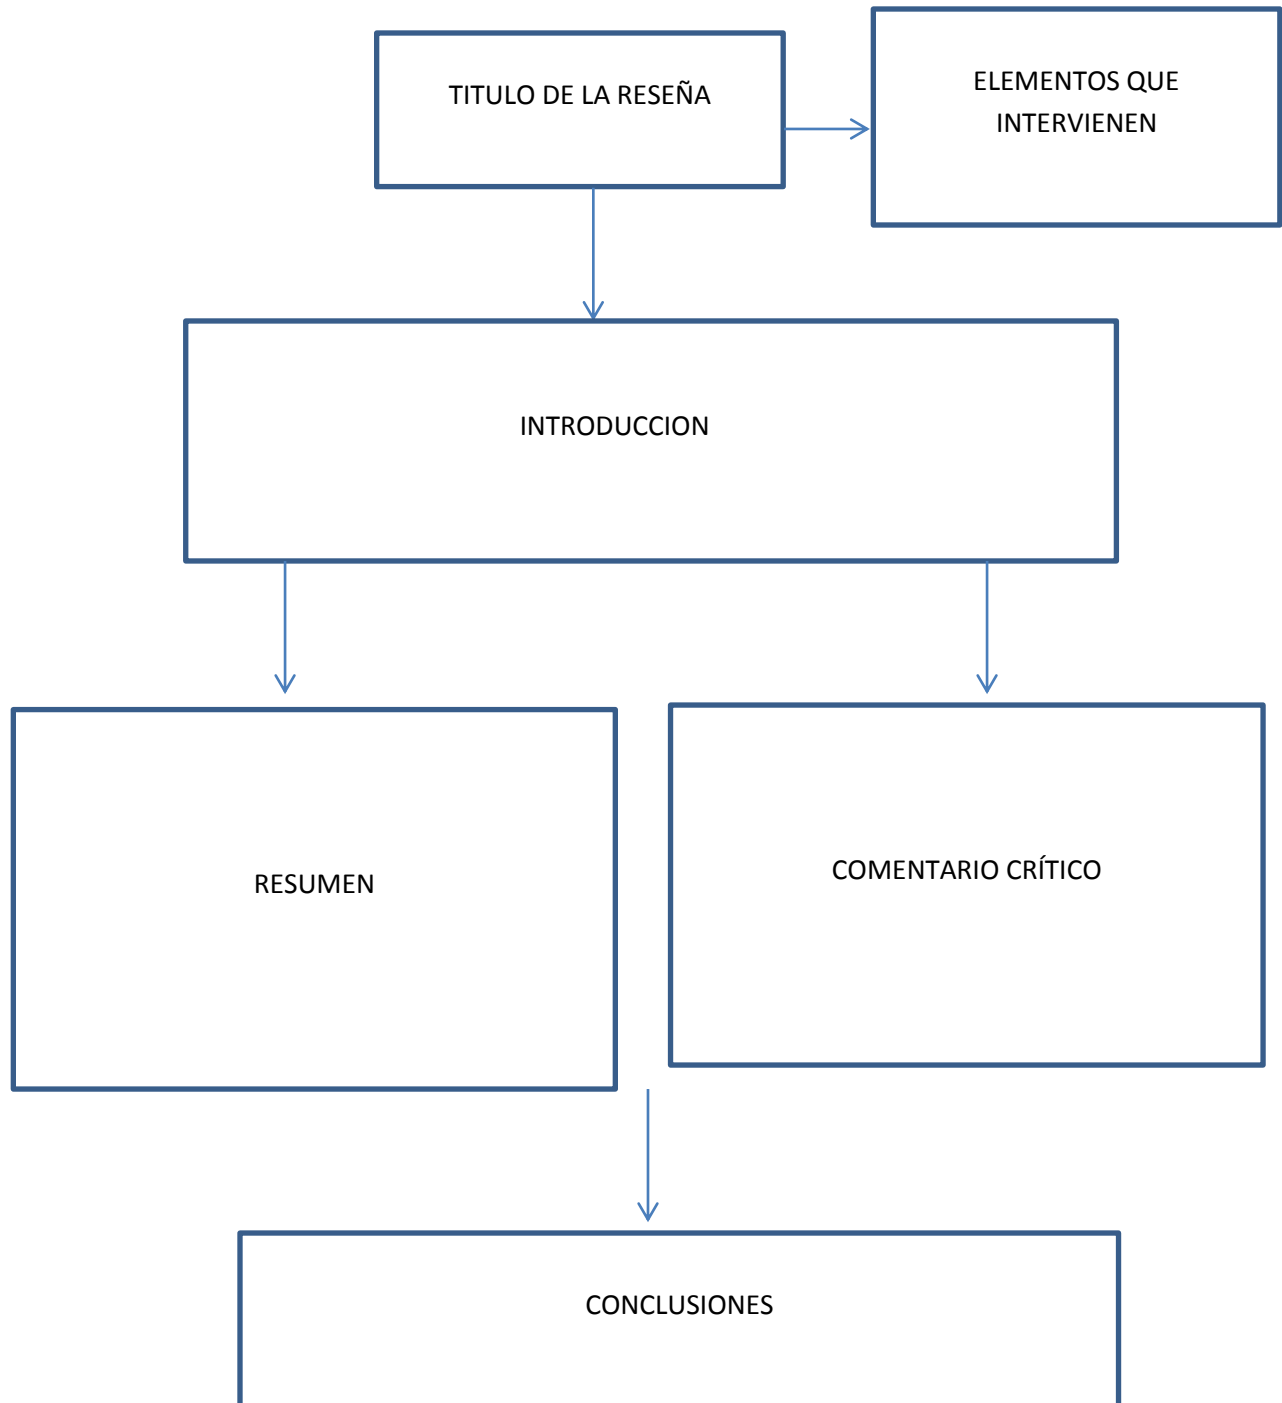 TITULO DE LA RESEÑA
ELEMENTOS QUE
INTERVIENEN
INTRODUCCION
RESUMEN
COMENTARIO CRÍTICO
CONCLUSIONES